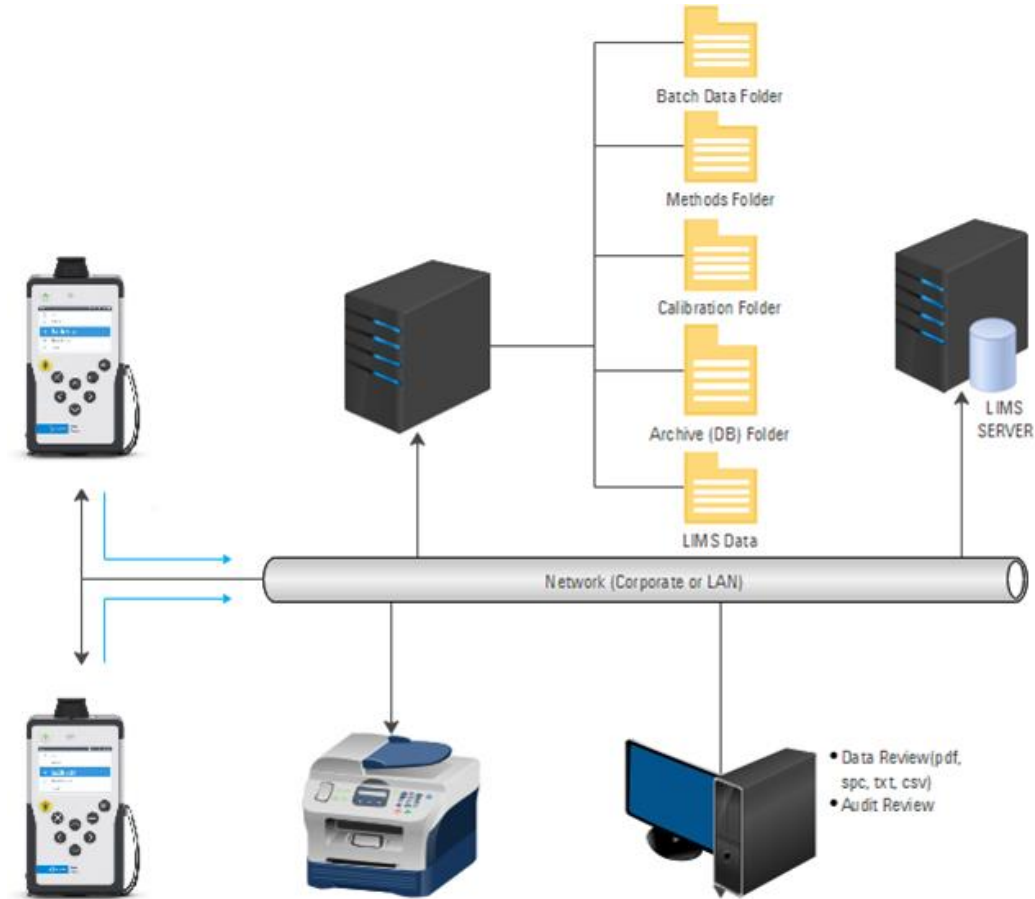 Batch Data Folder
Methods Folder
Calibration Folder
Archive (DB) Folder
LIMS Data
LIMS
SERVER
Network (Corporate or LAN)
• Data Review(pdf,
spc, txt, csv)
• Audit Review